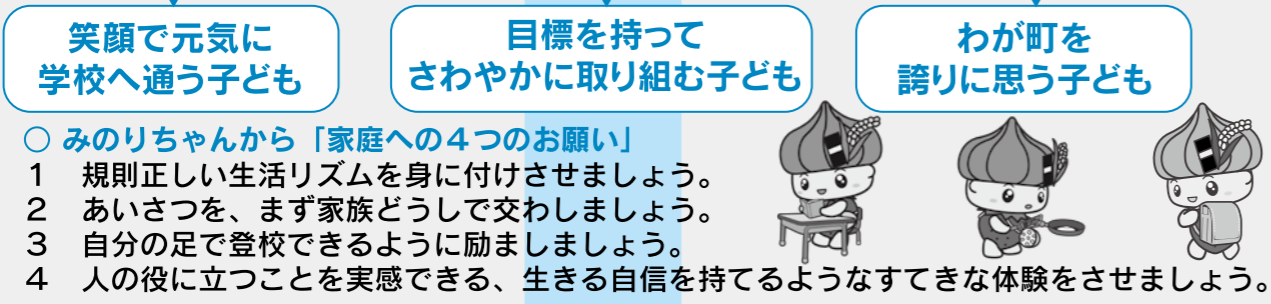 笑顔で元気に
学校へ通う子ども
目標を持って
さわやかに取り組む子ども
わが町を
誇りに思う子ども
○ みのりちゃんから「家庭への４つのお願い」
１　規則正しい生活リズムを身に付けさせましょう。
２　あいさつを、まず家族どうしで交わしましょう。
３　自分の足で登校できるように励ましましょう。
４　人の役に立つことを実感できる、生きる自信を持てるようなすてきな体験をさせましょう。